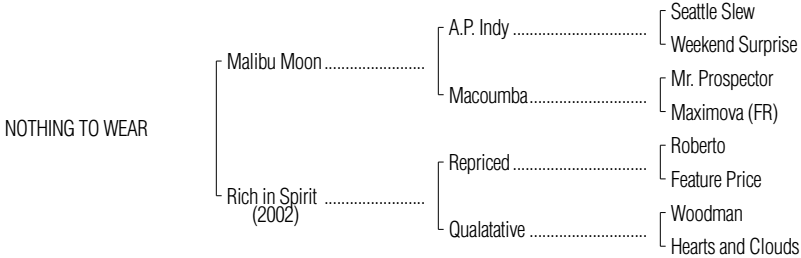 Seattle Slew
A.P. Indy ................................
Weekend Surprise
Malibu Moon ........................
Mr. Prospector
Macoumba ............................
Maximova (FR)
NOTHING TO WEAR
Roberto
Repriced ................................
Feature Price
Rich in Spirit ........................
(2002)
Woodman
Qualatative ............................
Hearts and Clouds